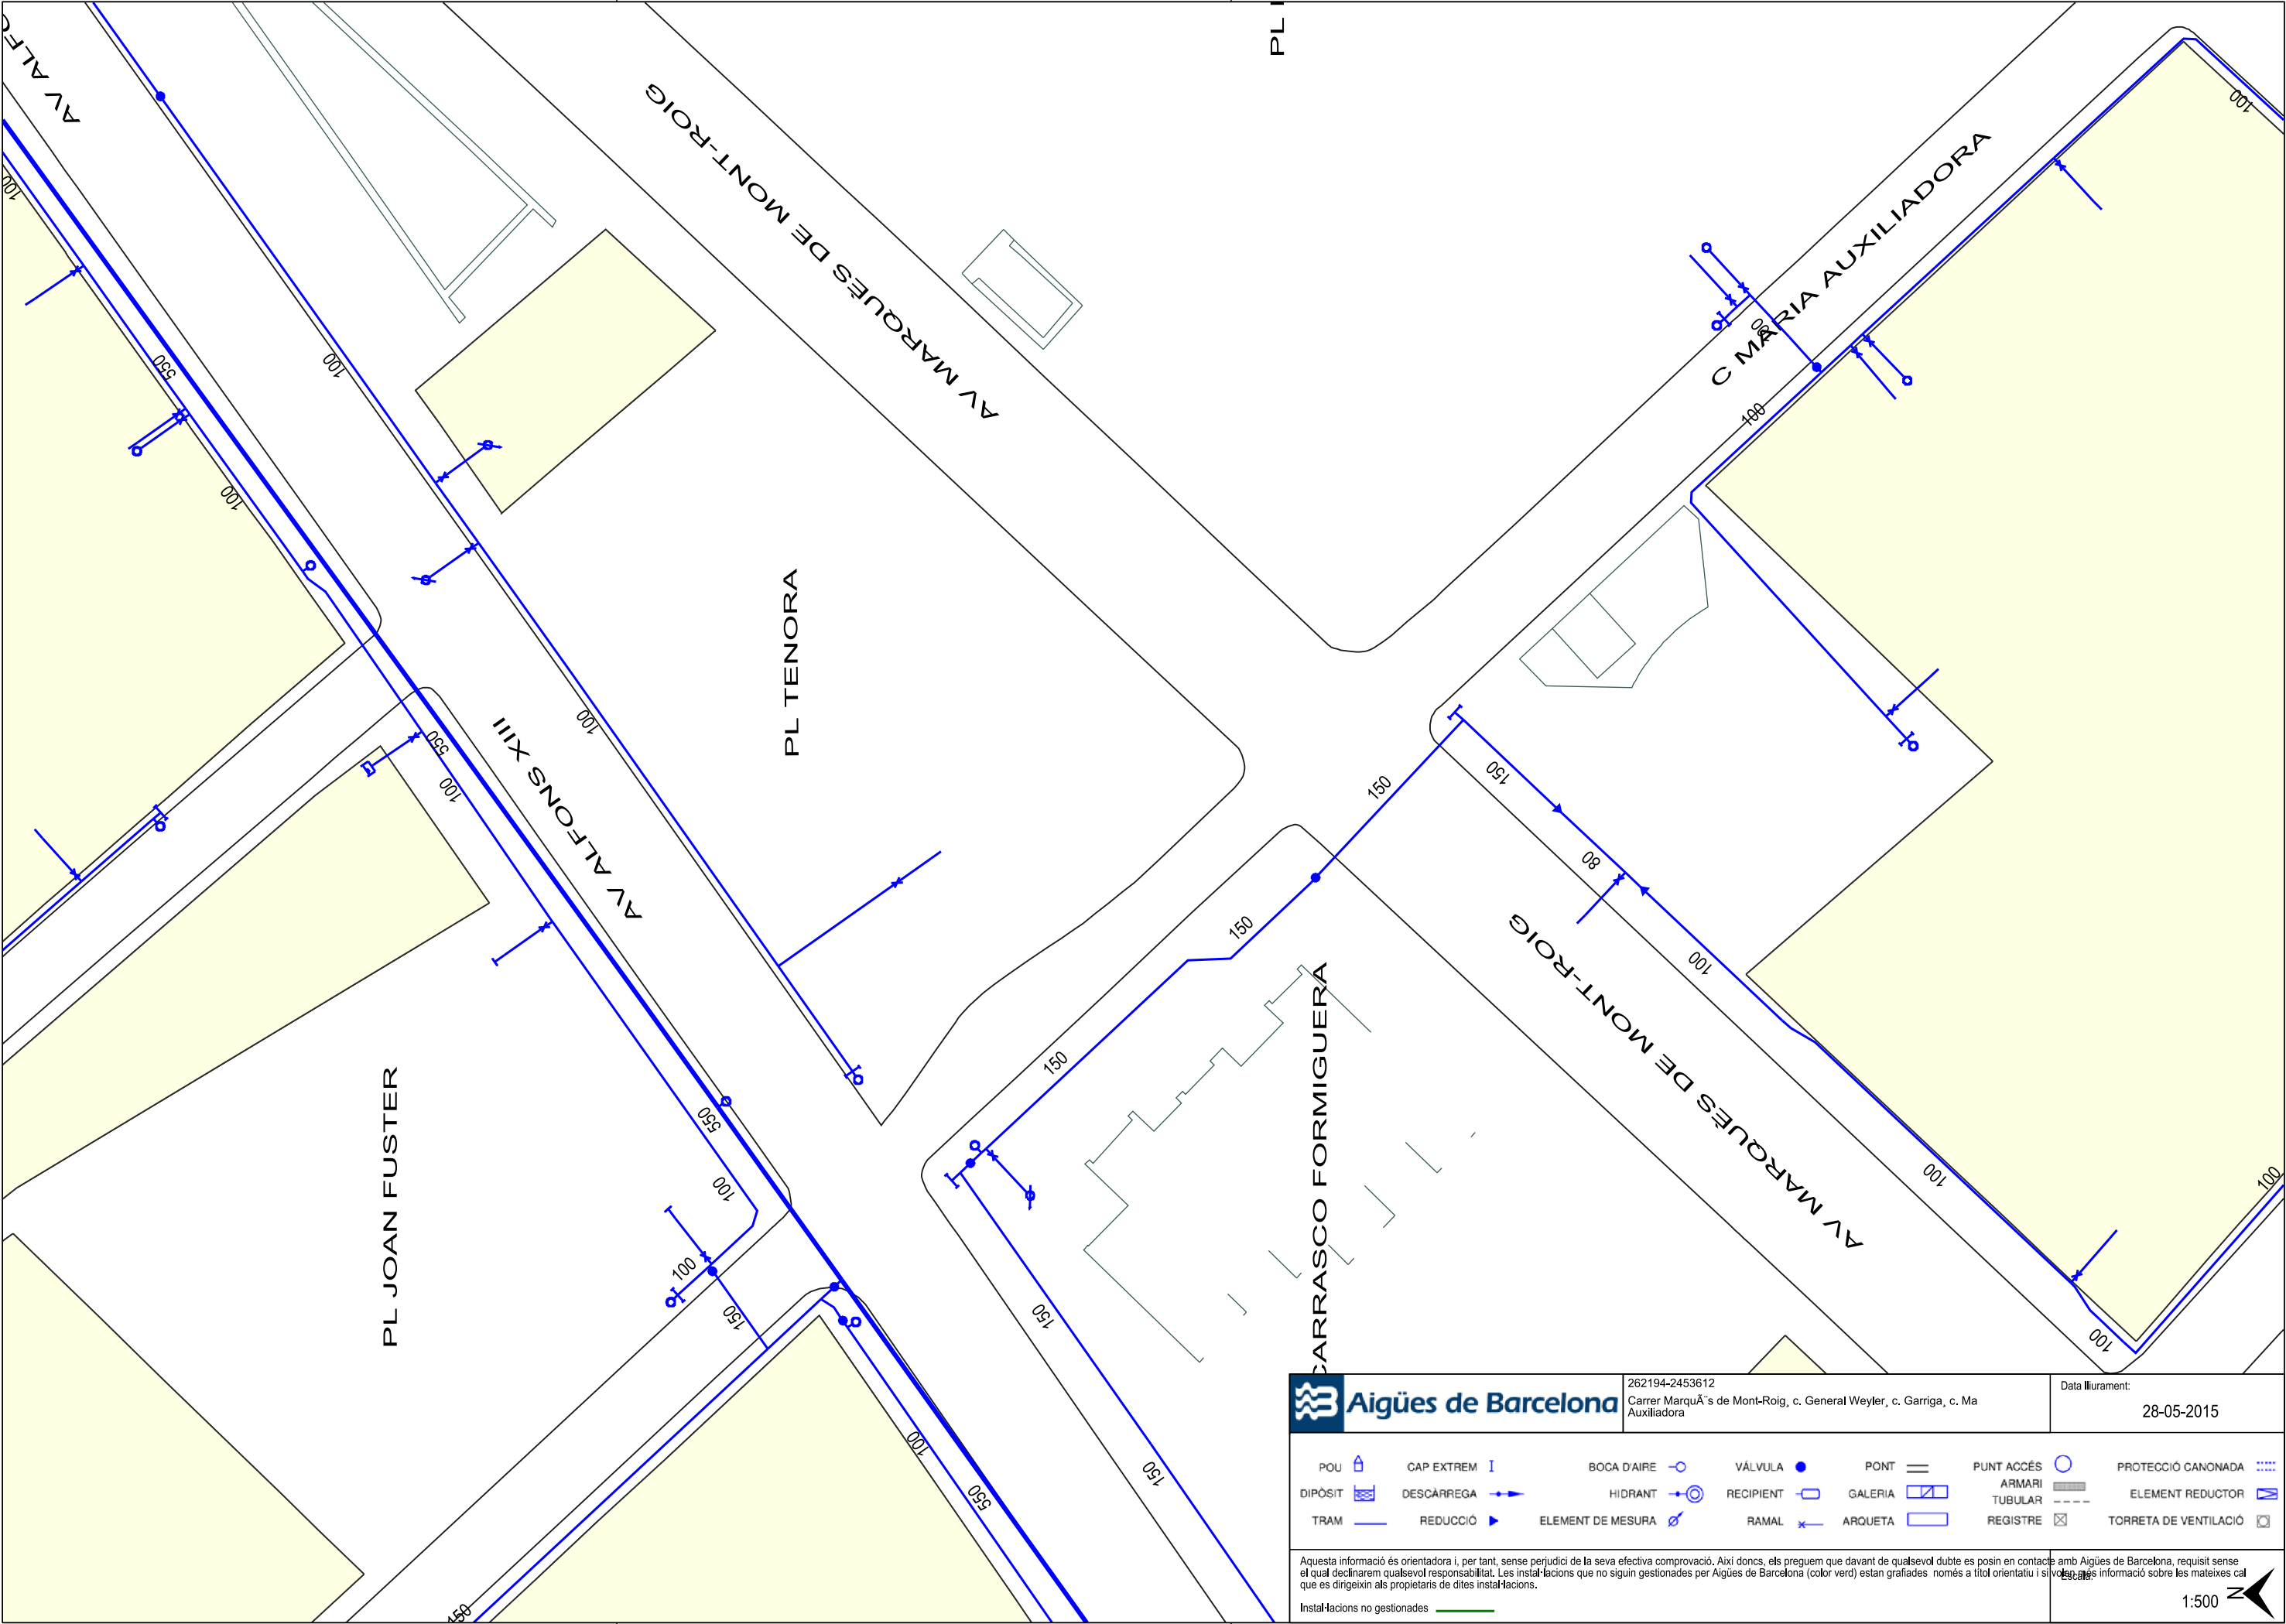 AV ALFO
PL
AV MARQUÈS DE MONT-ROIG
C MARIA AUXILIADORA
100
100
550
100
100
80
100
PL TENORA
100
AV ALFONS XIII
550
100
150
150
80
150
100
AV MARQUÈS DE MONT-ROIG
150
CARRASCO FORMIGUERA
PL JOAN FUSTER
550
100
100
150
150
100
100
100
150
100
550
150
Aigües de Barcelona
262194-2453612
Carrer MarquÃ¨s de Mont-Roig, c. General Weyler, c. Garriga, c. Ma
Auxiliadora
Data lliurament:
28-05-2015
POU CAP EXTREM BOCA D'AIRE VÁLVULA PONT PUNT ACCÉS PROTECCIÓ CANONADA
DIPÒSIT DESCÀRREGA HIDRANT RECIPIENT GALERIA ARMARI TUBULAR ELEMENT REDUCTOR
TRAM REDUCCIÓ ELEMENT DE MESURA RAMAL ARQUETA REGISTRE TORRETA DE VENTILACIÓ
Aquesta informació és orientadora i, per tant, sense perjudici de la seva efectiva comprovació. Així doncs, els preguem que davant de qualsevol dubte es posin en contacte amb Aigües de Barcelona, requisit sense
el qual declinarem qualsevol responsabilitat. Les instal·lacions que no siguin gestionades per Aigües de Barcelona (color verd) estan grafiades només a títol orientatiu i si volen més informació sobre les mateixes cal
que es dirigeixin als propietaris de dites instal·lacions.
Instal·lacions no gestionades
Escala:
1:500
N